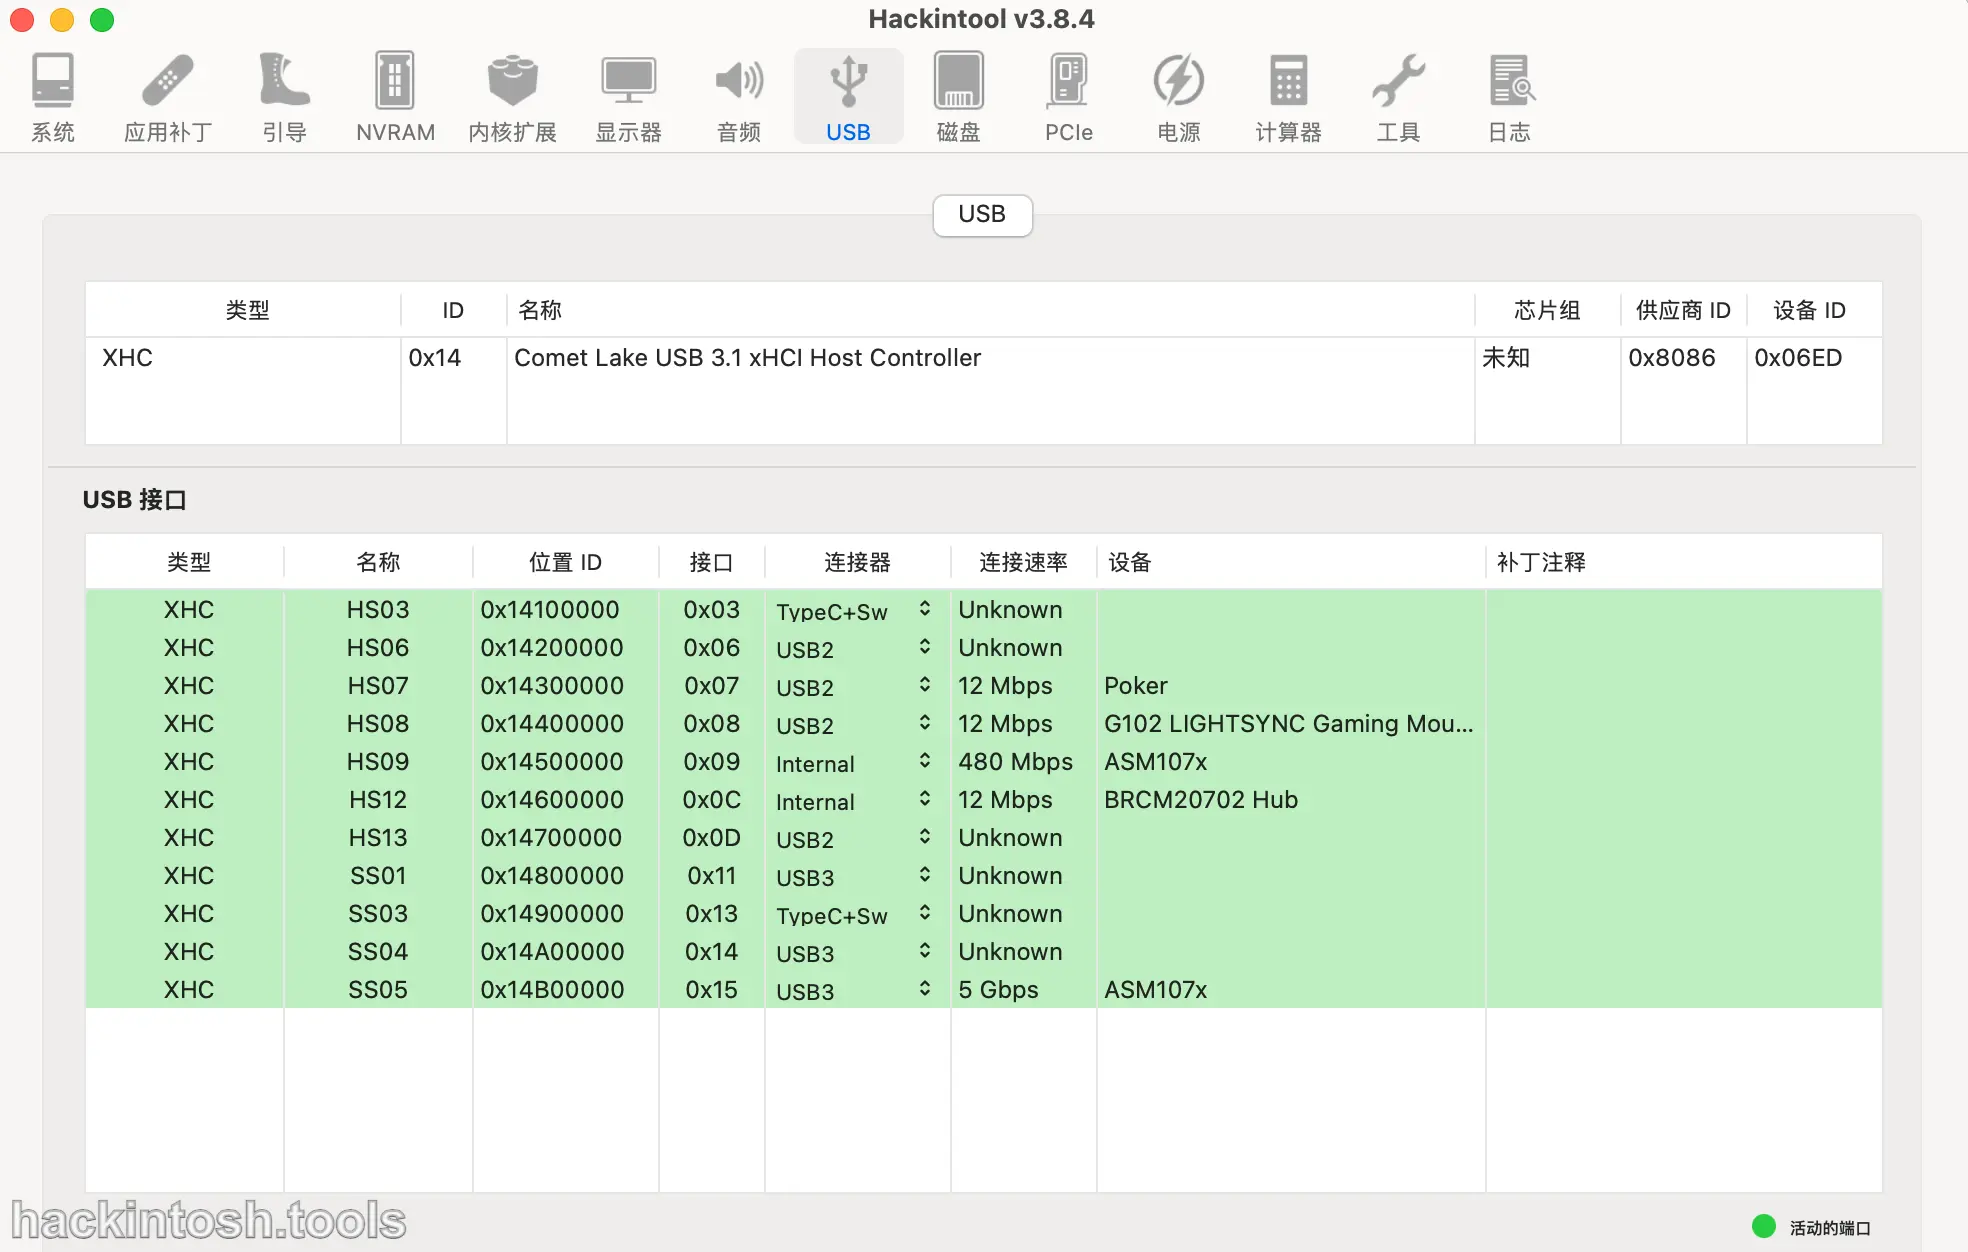 Hackintool v3.8.4
系统 应用补丁 引导 NVRAM 内核扩展 显示器 音频 USB 磁盘 PCIe 电源 计算器 工具 日志
USB
类型 ID 名称 芯片组 供应商 ID 设备 ID
XHC 0x14 Comet Lake USB 3.1 xHCI Host Controller 未知 0x8086 0x06ED
USB 接口
类型 名称 位置 ID 接口 连接器 连接速率 设备 补丁注释
XHC HS03 0x14100000 0x03 TypeC+Sw Unknown
XHC HS06 0x14200000 0x06 USB2 Unknown
XHC HS07 0x14300000 0x07 USB2 12 Mbps Poker
XHC HS08 0x14400000 0x08 USB2 12 Mbps G102 LIGHTSYNC Gaming Mou...
XHC HS09 0x14500000 0x09 Internal 480 Mbps ASM107x
XHC HS12 0x14600000 0x0C Internal 12 Mbps BRCM20702 Hub
XHC HS13 0x14700000 0x0D USB2 Unknown
XHC SS01 0x14800000 0x11 USB3 Unknown
XHC SS03 0x14900000 0x13 TypeC+Sw Unknown
XHC SS04 0x14A00000 0x14 USB3 Unknown
XHC SS05 0x14B00000 0x15 USB3 5 Gbps ASM107x
hackintosh.tools
活动的端口